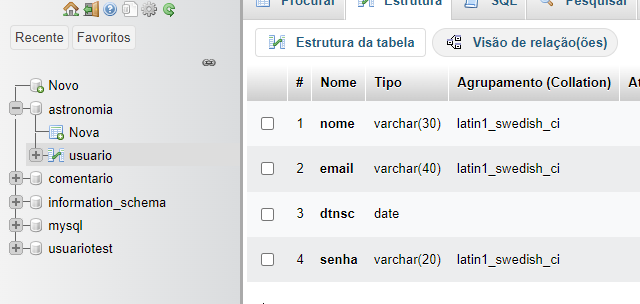 Procurar Estrutura SQL Pesquisar
Recente Favoritos
Estrutura da tabela Visão de relação(ões)
Novo
astronomia
Nova
usuario
comentario
information_schema
mysql
usuariotest
# Nome Tipo Agrupamento (Collation) At
1 nome varchar(30) latin1_swedish_ci
2 email varchar(40) latin1_swedish_ci
3 dtnsc date
4 senha varchar(20) latin1_swedish_ci